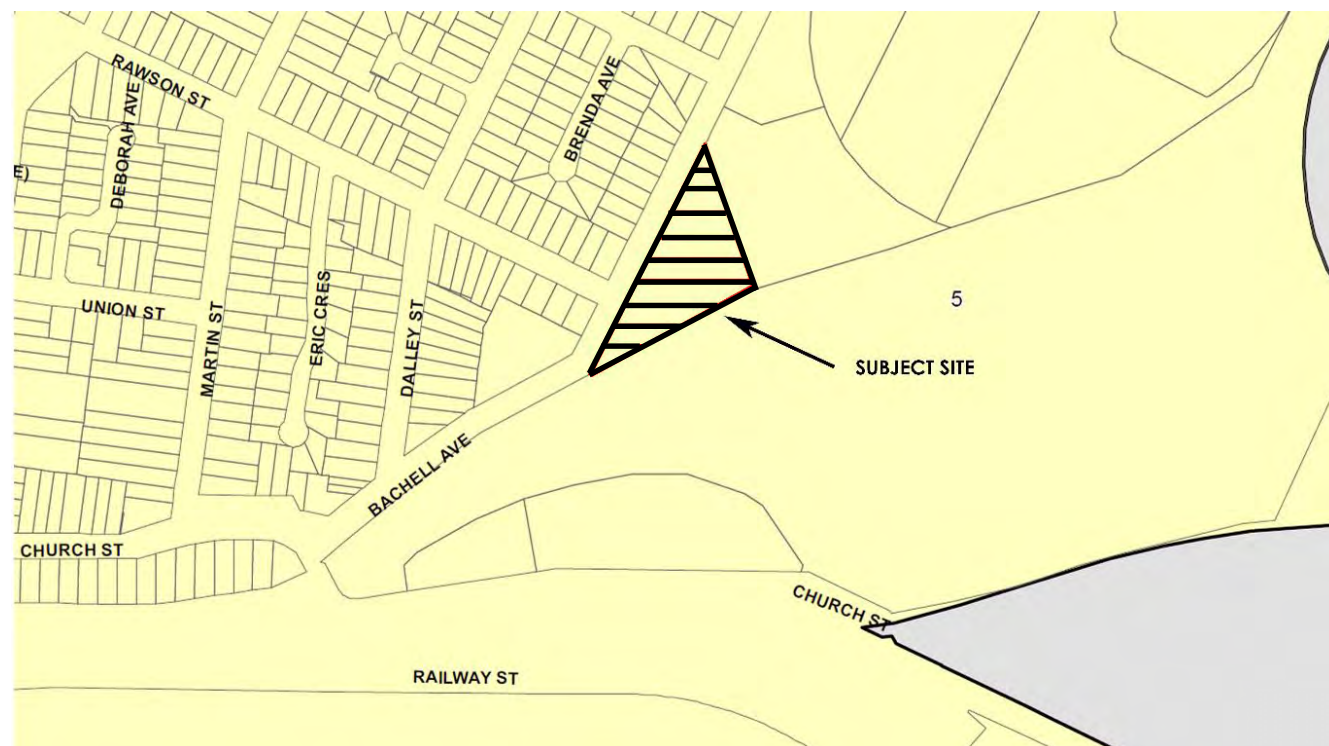 RAWSON ST
BRENDA AVE
DEBORAH AVE
E)
5
UNION ST
MARTIN ST
ERIC CRES
DALLEY ST
SUBJECT SITE
BACHELL AVE
CHURCH ST
CHURCH ST
RAILWAY ST